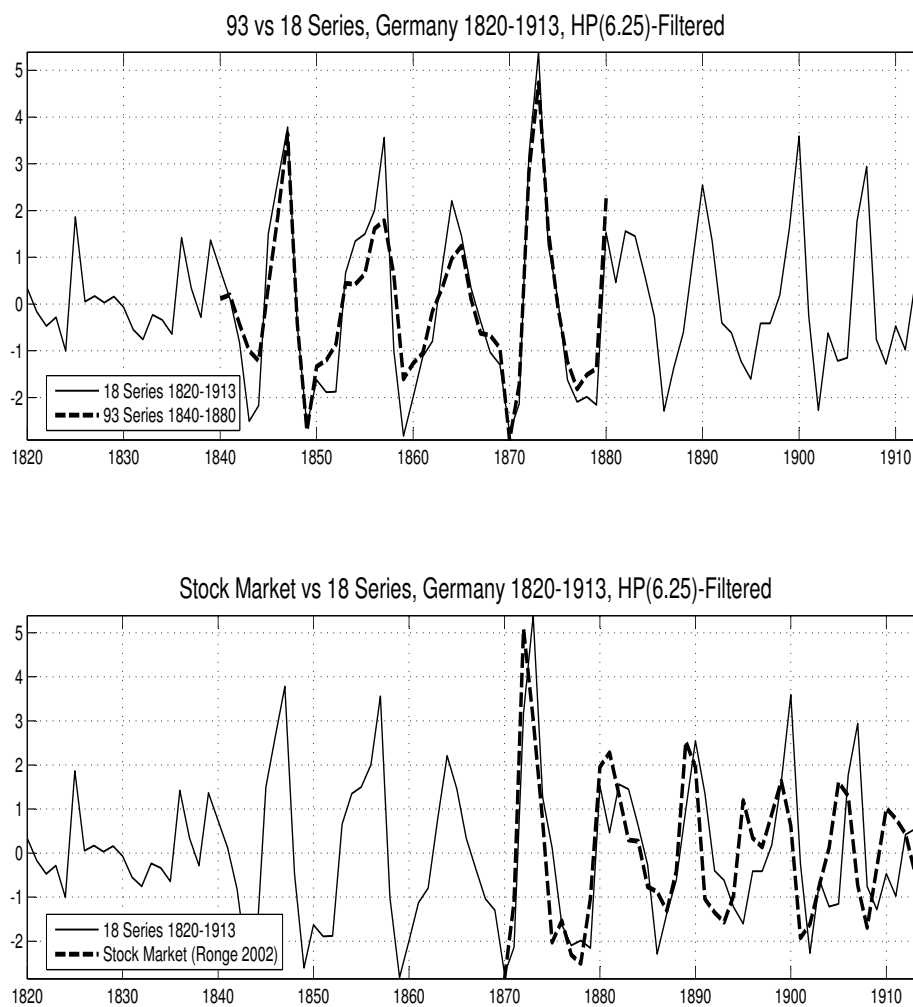 93 vs 18 Series, Germany 1820-1913, HP(6.25)-Filtered
5
4
3
2
1
0
-1
-2
18 Series 1820-1913
93 Series 1840-1880
1820 1830 1840 1850 1860 1870 1880 1890 1900 1910
Stock Market vs 18 Series, Germany 1820-1913, HP(6.25)-Filtered
5
4
3
2
1
0
-1
-2
18 Series 1820-1913
Stock Market (Ronge 2002)
1820 1830 1840 1850 1860 1870 1880 1890 1900 1910